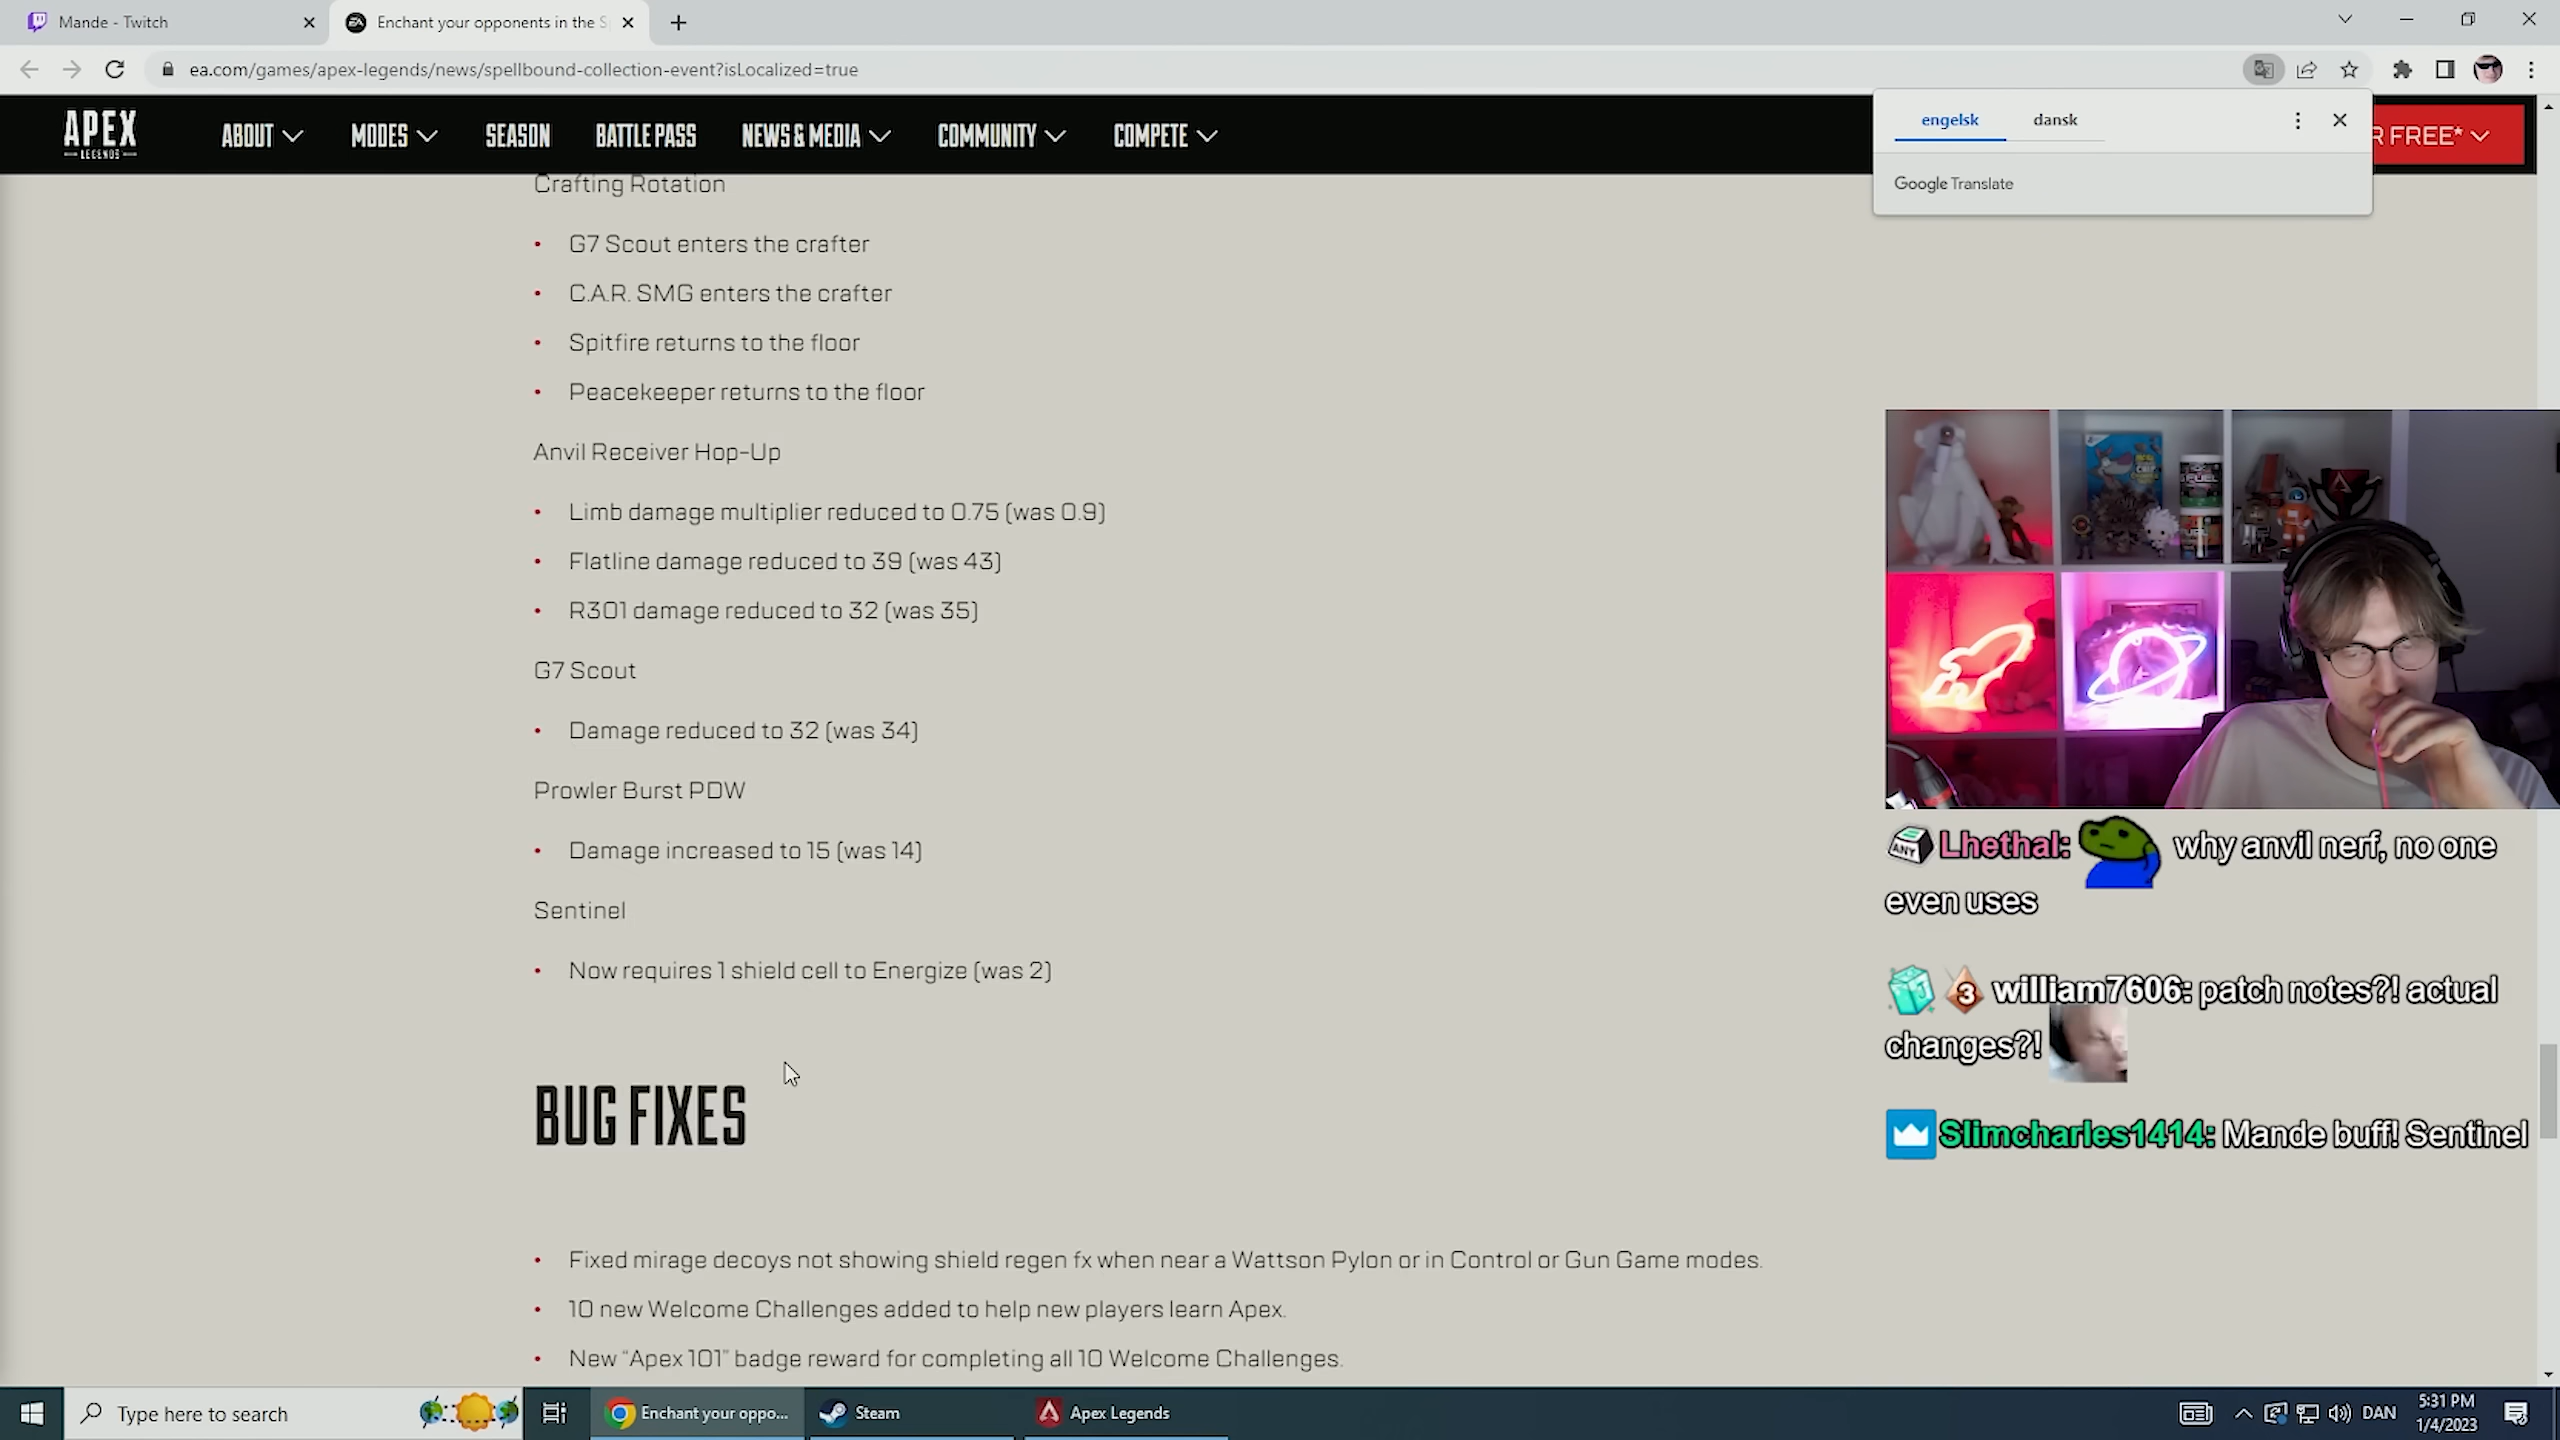 Mande - Twitch
Enchant your opponents in the S
ea.com/games/apex-legends/news/spellbound-collection-event?isLocalized=true
APEX
LEGENDS
ABOUT
MODES
SEASON
BATTLE PASS
NEWS & MEDIA
COMMUNITY
COMPETE
engelsk
dansk
R FREE*
Google Translate
Crafting Rotation
• G7 Scout enters the crafter
• C.A.R. SMG enters the crafter
• Spitfire returns to the floor
• Peacekeeper returns to the floor
Anvil Receiver Hop-Up
• Limb damage multiplier reduced to 0.75 (was 0.9)
• Flatline damage reduced to 39 (was 43)
• R301 damage reduced to 32 (was 35)
G7 Scout
• Damage reduced to 32 (was 34)
Prowler Burst PDW
• Damage increased to 15 (was 14)
Sentinel
• Now requires 1 shield cell to Energize (was 2)
BUG FIXES
• Fixed mirage decoys not showing shield regen fx when near a Wattson Pylon or in Control or Gun Game modes.
• 10 new Welcome Challenges added to help new players learn Apex.
• New “Apex 101” badge reward for completing all 10 Welcome Challenges.
ANY Lhethal: why anvil nerf, no one
even uses
3 william7606: patch notes?! actual
changes?!
Slimcharles1414: Mande buff! Sentinel
Type here to search
Enchant your oppo...
Steam
Apex Legends
DAN
5:31 PM
1/4/2023